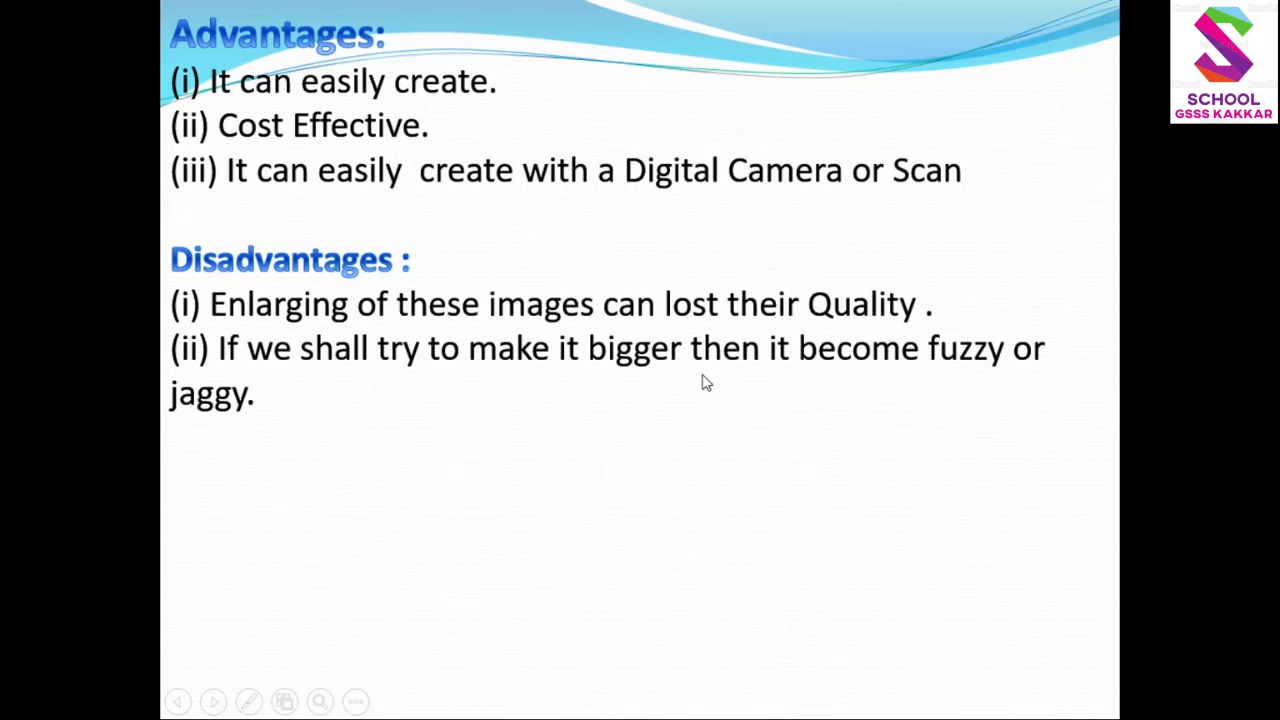 Advantages:
(i) It can easily create.
(ii) Cost Effective.
(iii) It can easily  create with a Digital Camera or Scan
Disadvantages :
(i) Enlarging of these images can lost their Quality .
(ii) If we shall try to make it bigger then it become fuzzy or
jaggy.
SCHOOL
GSSS KAKKAR